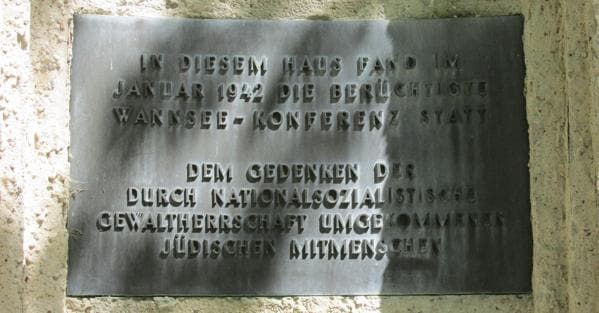 IN DIESEM HAUS FAND IM
JANUAR 1942 DIE BERÜCHTIGTE
WANNSEE-KONFERENZ STATT
DEM GEDENKEN DER
DURCH NATIONALSOZIALISTISCHE
GEWALTHERRSCHAFT UMGEKOMMENEN
JÜDISCHEN MITMENSCHEN